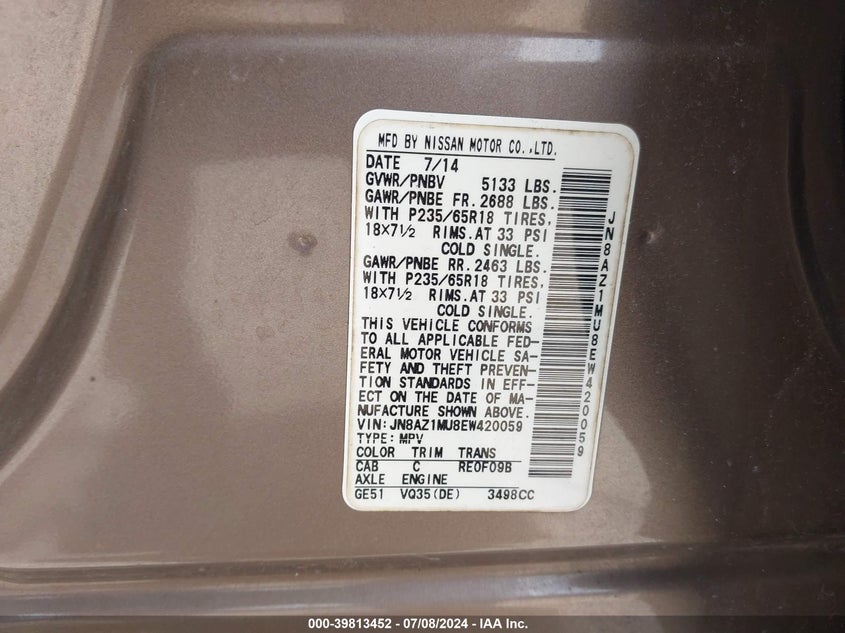 MFD BY NISSAN MOTOR CO.,LTD.
DATE 7/14
GVWR/PNBV 5133 LBS.
GAWR/PNBE FR. 2688 LBS.
WITH P235/65R18 TIRES,
18×7½ RIMS.AT 33 PSI
COLD SINGLE.
GAWR/PNBE RR. 2463 LBS.
WITH P235/65R18 TIRES,
18×7½ RIMS.AT 33 PSI
COLD SINGLE.
THIS VEHICLE CONFORMS
TO ALL APPLICABLE FED-
ERAL MOTOR VEHICLE SA-
FETY AND THEFT PREVEN-
TION STANDARDS IN EFF-
ECT ON THE DATE OF MA-
NUFACTURE SHOWN ABOVE.
VIN:JN8AZ1MU8EW420059
TYPE:MPV
COLOR TRIM TRANS
CAB C RE0F09B
AXLE ENGINE
GE51 VQ35(DE) 3498CC
JN8AZ1MU8EW420059
000-39813452 - 07/08/2024 - IAA Inc.